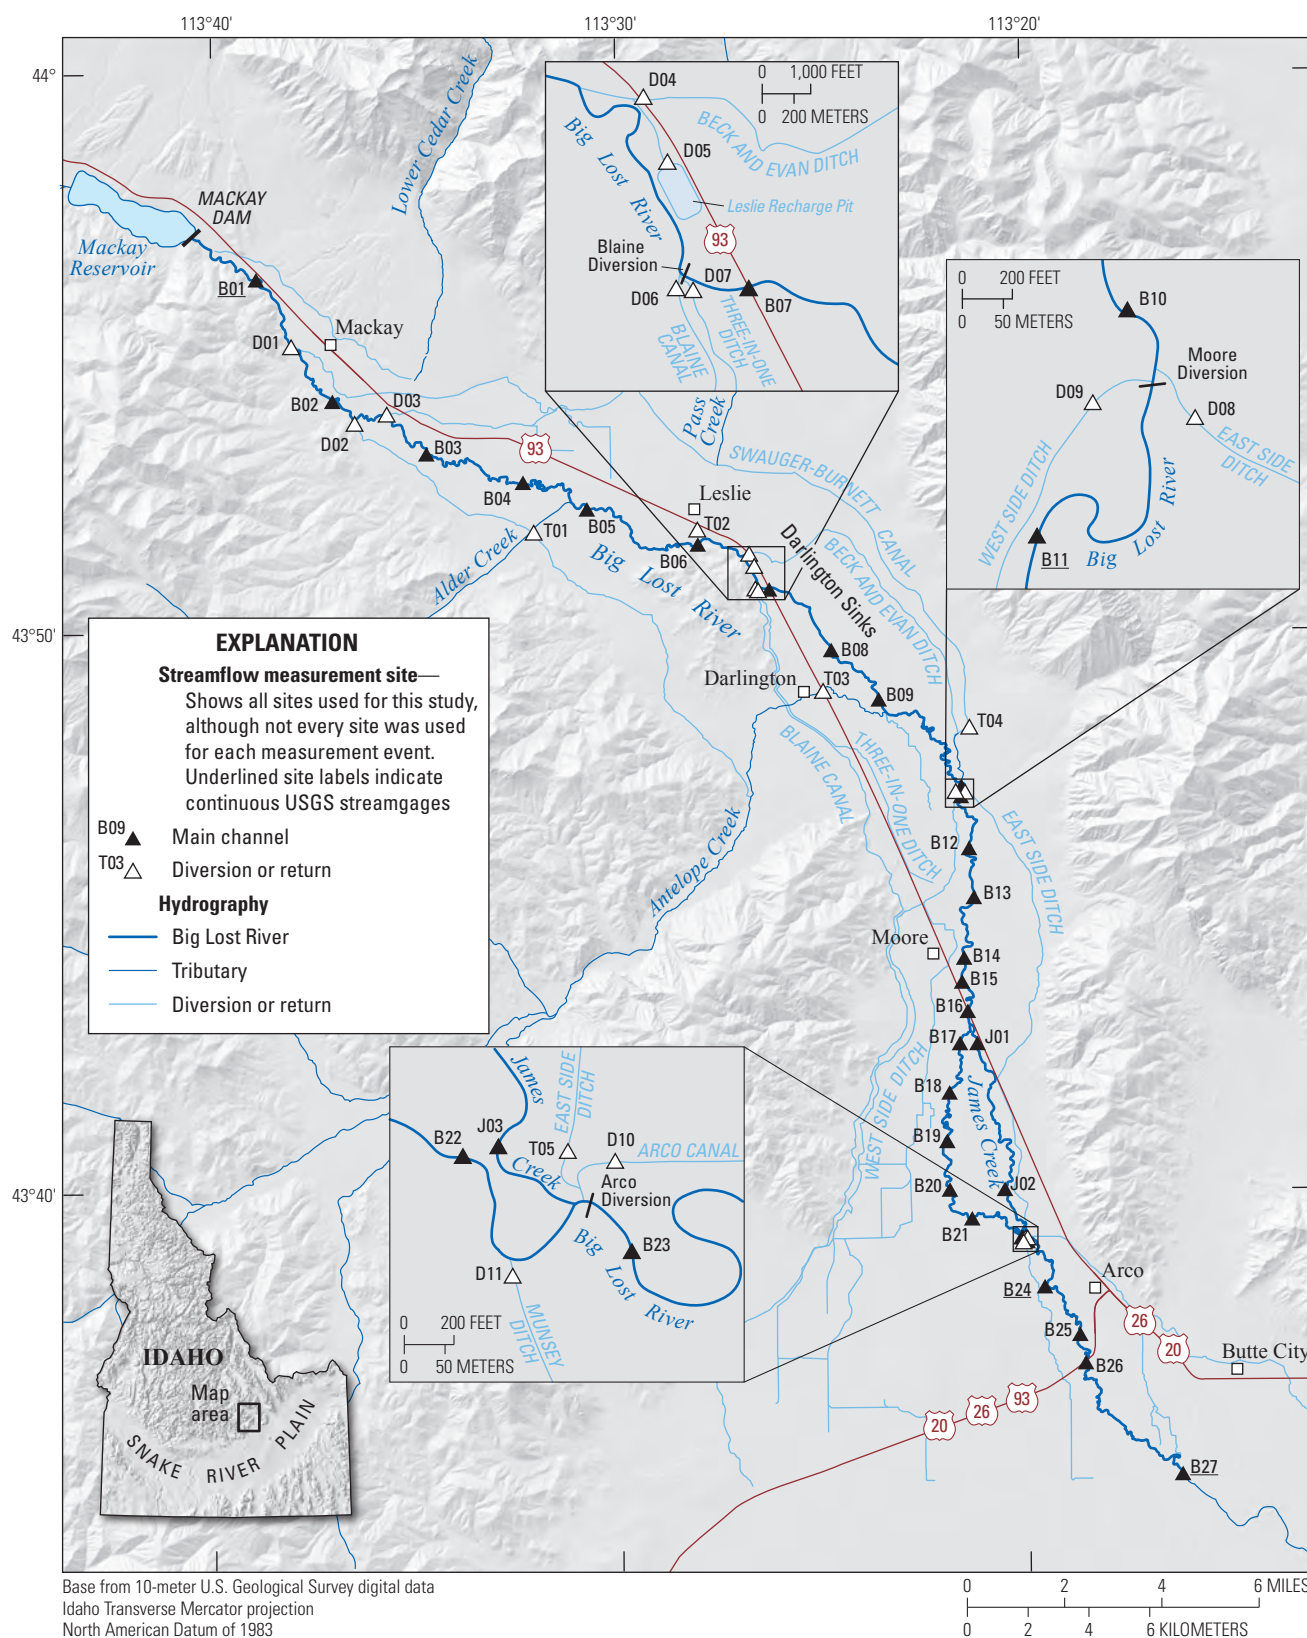 113°40'
113°30'
113°20'
44°
43°50'
43°40'
Lower Cedar Creek
MACKAY
DAM
Mackay
Reservoir
B01
Mackay
D01
B02
D02
D03
B03
93
B04
B05
T01
Alder Creek
Leslie
T02
B06
Big Lost River
Pass
Creek
SWAUGER-BURNETT CANAL
BECK AND EVAN DITCH
Darlington Sinks
B08
B09
Darlington
T03
T04
BLAINE CANAL
THREE-IN-ONE DITCH
Antelope Creek
EAST SIDE DITCH
B12
B13
Moore
B14
B15
B16
B17
J01
B18
James Creek
B19
WEST SIDE DITCH
B20
J02
B21
B24
Arco
B25
B26
26
20
Butte City
93
26
20
B27
D04
0 1,000 FEET
0 200 METERS
BECK AND EVAN DITCH
D05
Big Lost River
Leslie Recharge Pit
93
Blaine
Diversion
D07
D06
B07
BLAINE
CANAL
THREE-IN-ONE
DITCH
0 200 FEET
0 50 METERS
B10
Moore
Diversion
D09
D08
EAST SIDE
DITCH
WEST SIDE DITCH
B11
Big Lost River
EXPLANATION
Streamflow measurement site—
Shows all sites used for this study,
although not every site was used
for each measurement event.
Underlined site labels indicate
continuous USGS streamgages
B09 Main channel
T03 Diversion or return
Hydrography
Big Lost River
Tributary
Diversion or return
James
Creek
EAST SIDE
DITCH
B22
J03
T05
D10
ARCO CANAL
Arco
Diversion
B23
Big Lost River
D11
MUNSEY
DITCH
0 200 FEET
0 50 METERS
IDAHO
Map
area
SNAKE RIVER PLAIN
Base from 10-meter U.S. Geological Survey digital data
Idaho Transverse Mercator projection
North American Datum of 1983
0 2 4 6 MILES
0 2 4 6 KILOMETERS